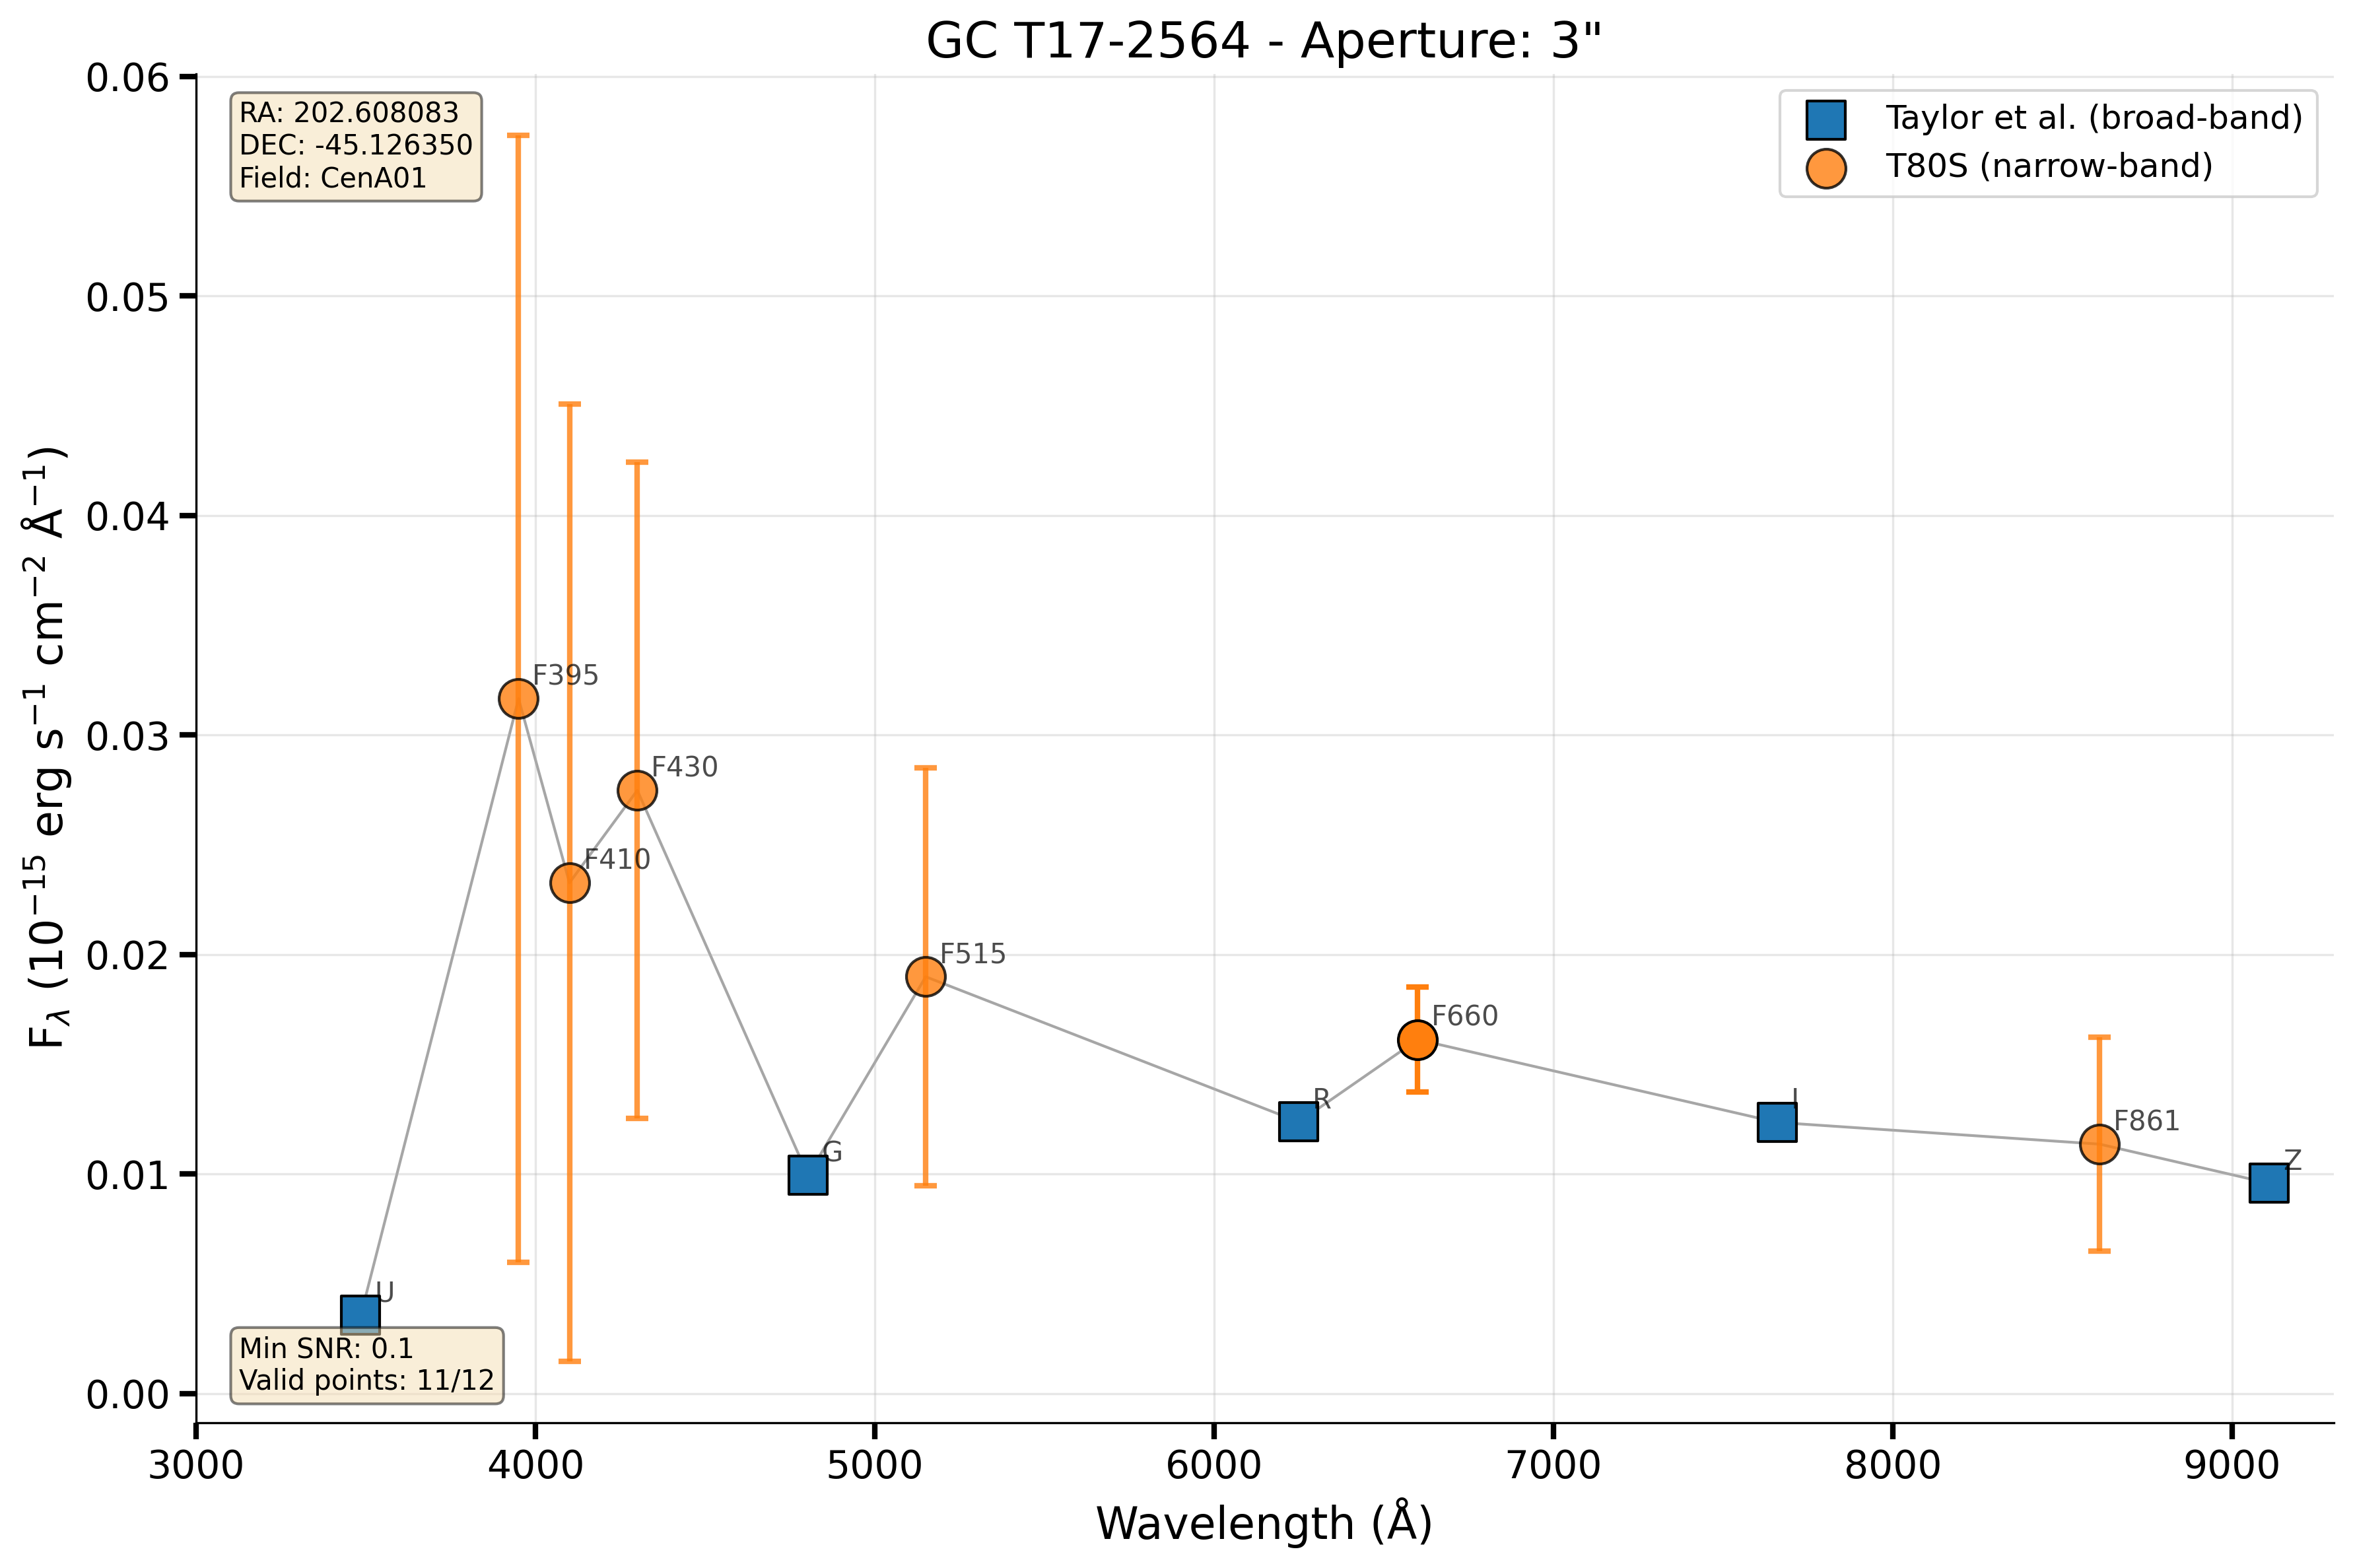 GC T17-2564 - Aperture: 3"
RA: 202.608083
DEC: -45.126350
Field: CenA01
Taylor et al. (broad-band)
T80S (narrow-band)
0.06
0.05
0.04
0.03
0.02
0.01
0.00
F_λ (10⁻¹⁵ erg s⁻¹ cm⁻² Å⁻¹)
F395
F430
F410
F515
F660
R
I
F861
G
Z
U
Min SNR: 0.1
Valid points: 11/12
3000 4000 5000 6000 7000 8000 9000
Wavelength (Å)